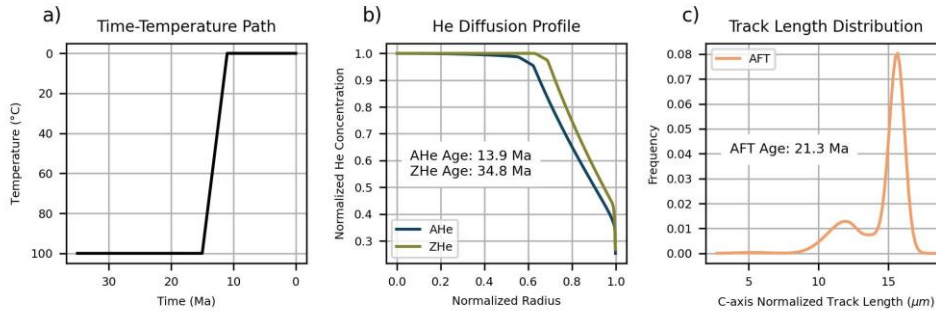 a)
Time-Temperature Path
0
20
40
60
80
100
Temperature (°C)
30
20
10
0
Time (Ma)
b)
He Diffusion Profile
1.0
0.9
0.8
0.7
0.6
0.5
0.4
0.3
Normalized He Concentration
AHe Age: 13.9 Ma
ZHe Age: 34.8 Ma
AHe
ZHe
0.0
0.2
0.4
0.6
0.8
1.0
Normalized Radius
c)
Track Length Distribution
AFT
0.08
0.07
0.06
0.05
0.04
0.03
0.02
0.01
0.00
Frequency
AFT Age: 21.3 Ma
5
10
15
C-axis Normalized Track Length (μm)